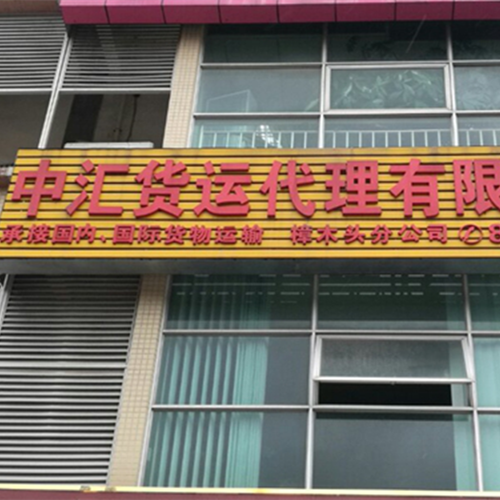 中汇货运代理有限
承接国内、国际货物运输 樟木头分公司 8